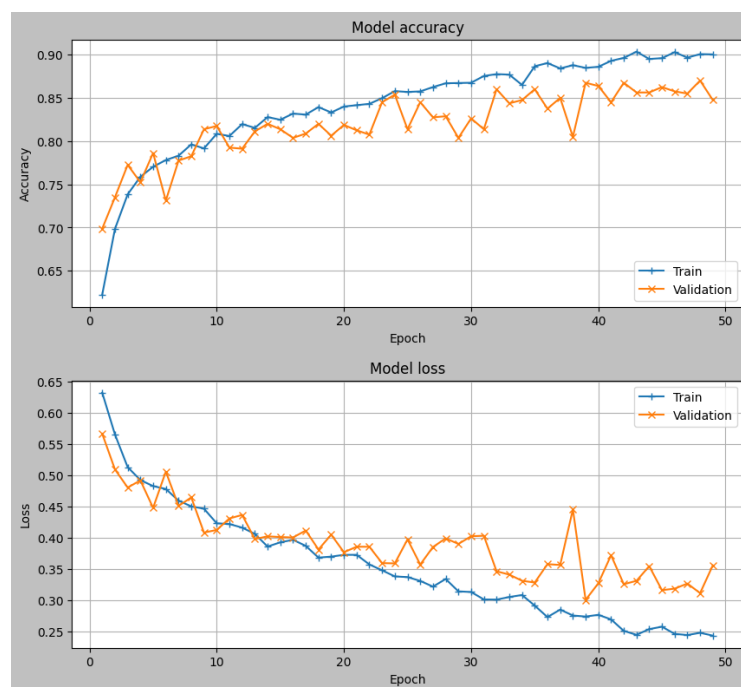 Model accuracy
0.90
0.85
0.80
0.75
0.70
0.65
Accuracy
Train
Validation
0 10 20 30 40 50
Epoch
Model loss
0.65
0.60
0.55
0.50
0.45
0.40
0.35
0.30
0.25
Loss
Train
Validation
0 10 20 30 40 50
Epoch